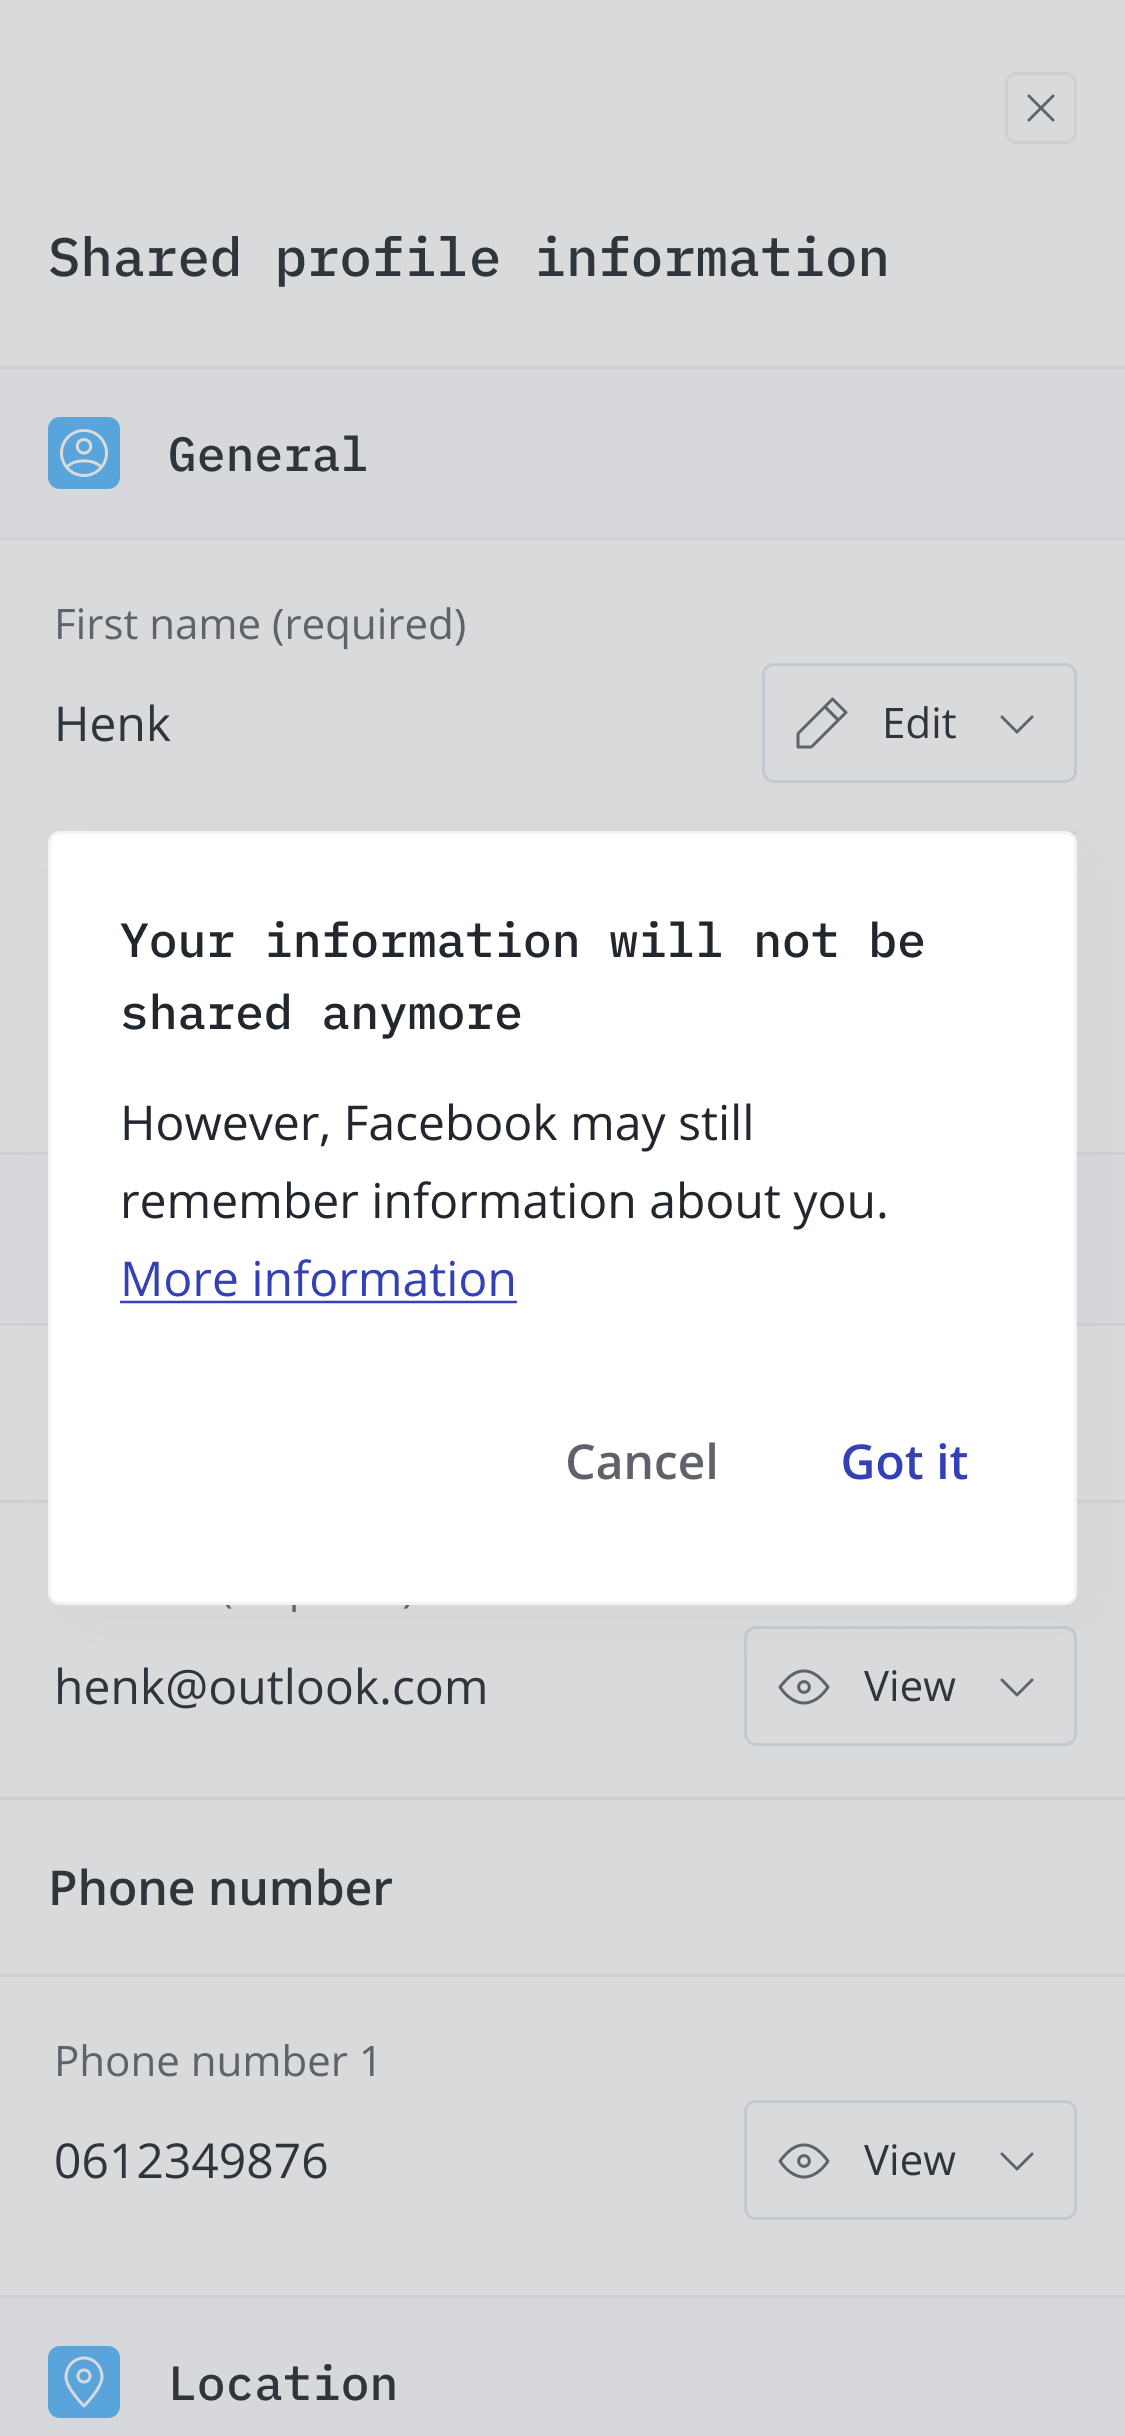 Shared profile information
General
First name (required)
Henk
Edit
Your information will not be
shared anymore
However, Facebook may still
remember information about you.
More information
Cancel
Got it
henk@outlook.com
View
Phone number
Phone number 1
0612349876
View
Location